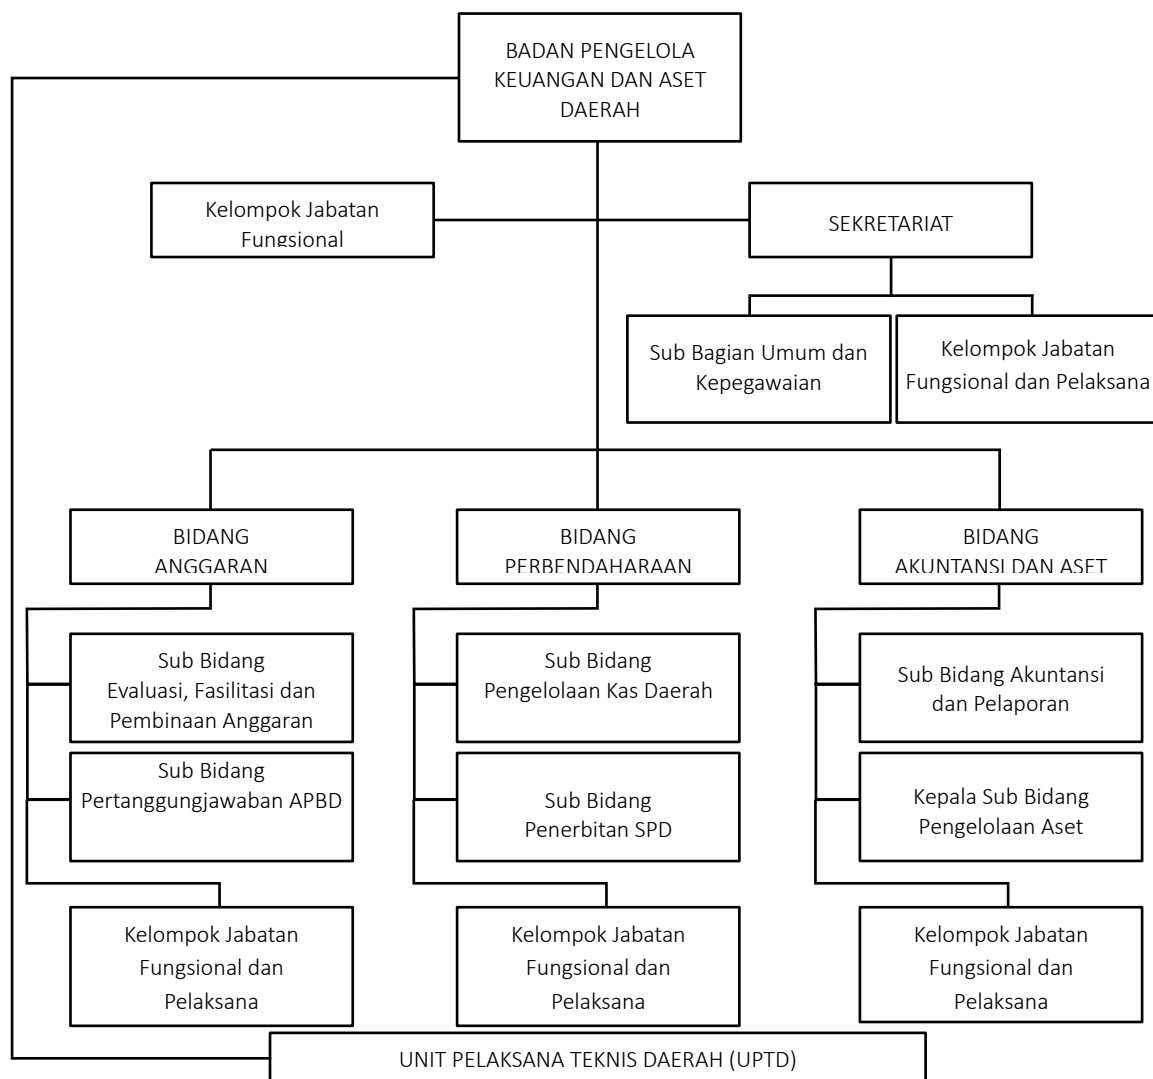 BADAN PENGELOLA
KEUANGAN DAN ASET
DAERAH
Kelompok Jabatan
Fungsional
SEKRETARIAT
Sub Bagian Umum dan
Kepegawaian
Kelompok Jabatan
Fungsional dan Pelaksana
BIDANG
ANGGARAN
BIDANG
PERBENDAHARAAN
BIDANG
AKUNTANSI DAN ASET
Sub Bidang
Evaluasi, Fasilitasi dan
Pembinaan Anggaran
Sub Bidang
Pengelolaan Kas Daerah
Sub Bidang Akuntansi
dan Pelaporan
Sub Bidang
Pertanggungjawaban APBD
Sub Bidang
Penerbitan SPD
Kepala Sub Bidang
Pengelolaan Aset
Kelompok Jabatan
Fungsional dan
Pelaksana
Kelompok Jabatan
Fungsional dan
Pelaksana
Kelompok Jabatan
Fungsional dan
Pelaksana
UNIT PELAKSANA TEKNIS DAERAH (UPTD)